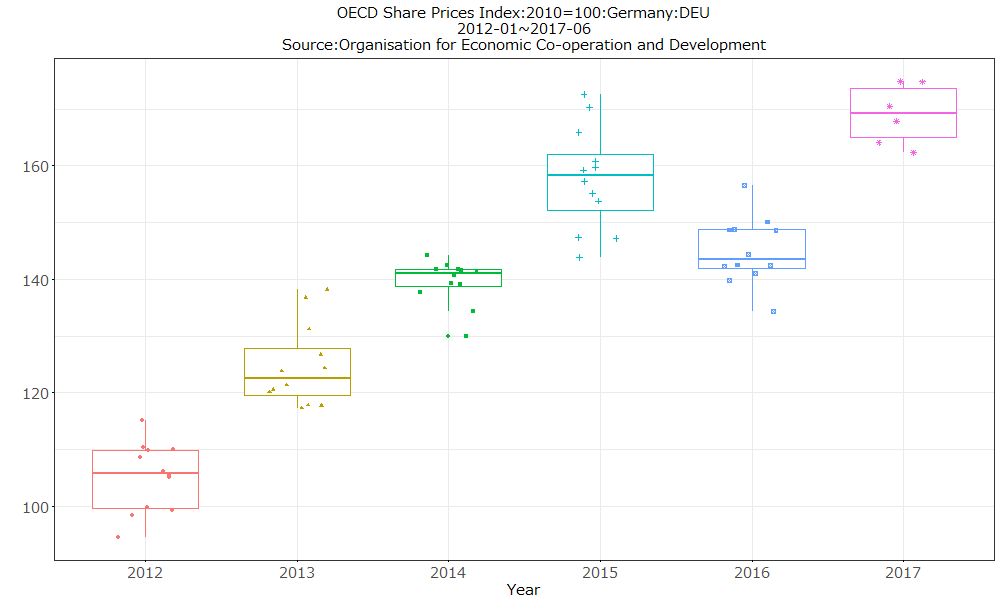 OECD Share Prices Index:2010=100:Germany:DEU
2012-01~2017-06
Source:Organisation for Economic Co-operation and Development
160
140
120
100
2012 2013 2014 2015 2016 2017
Year